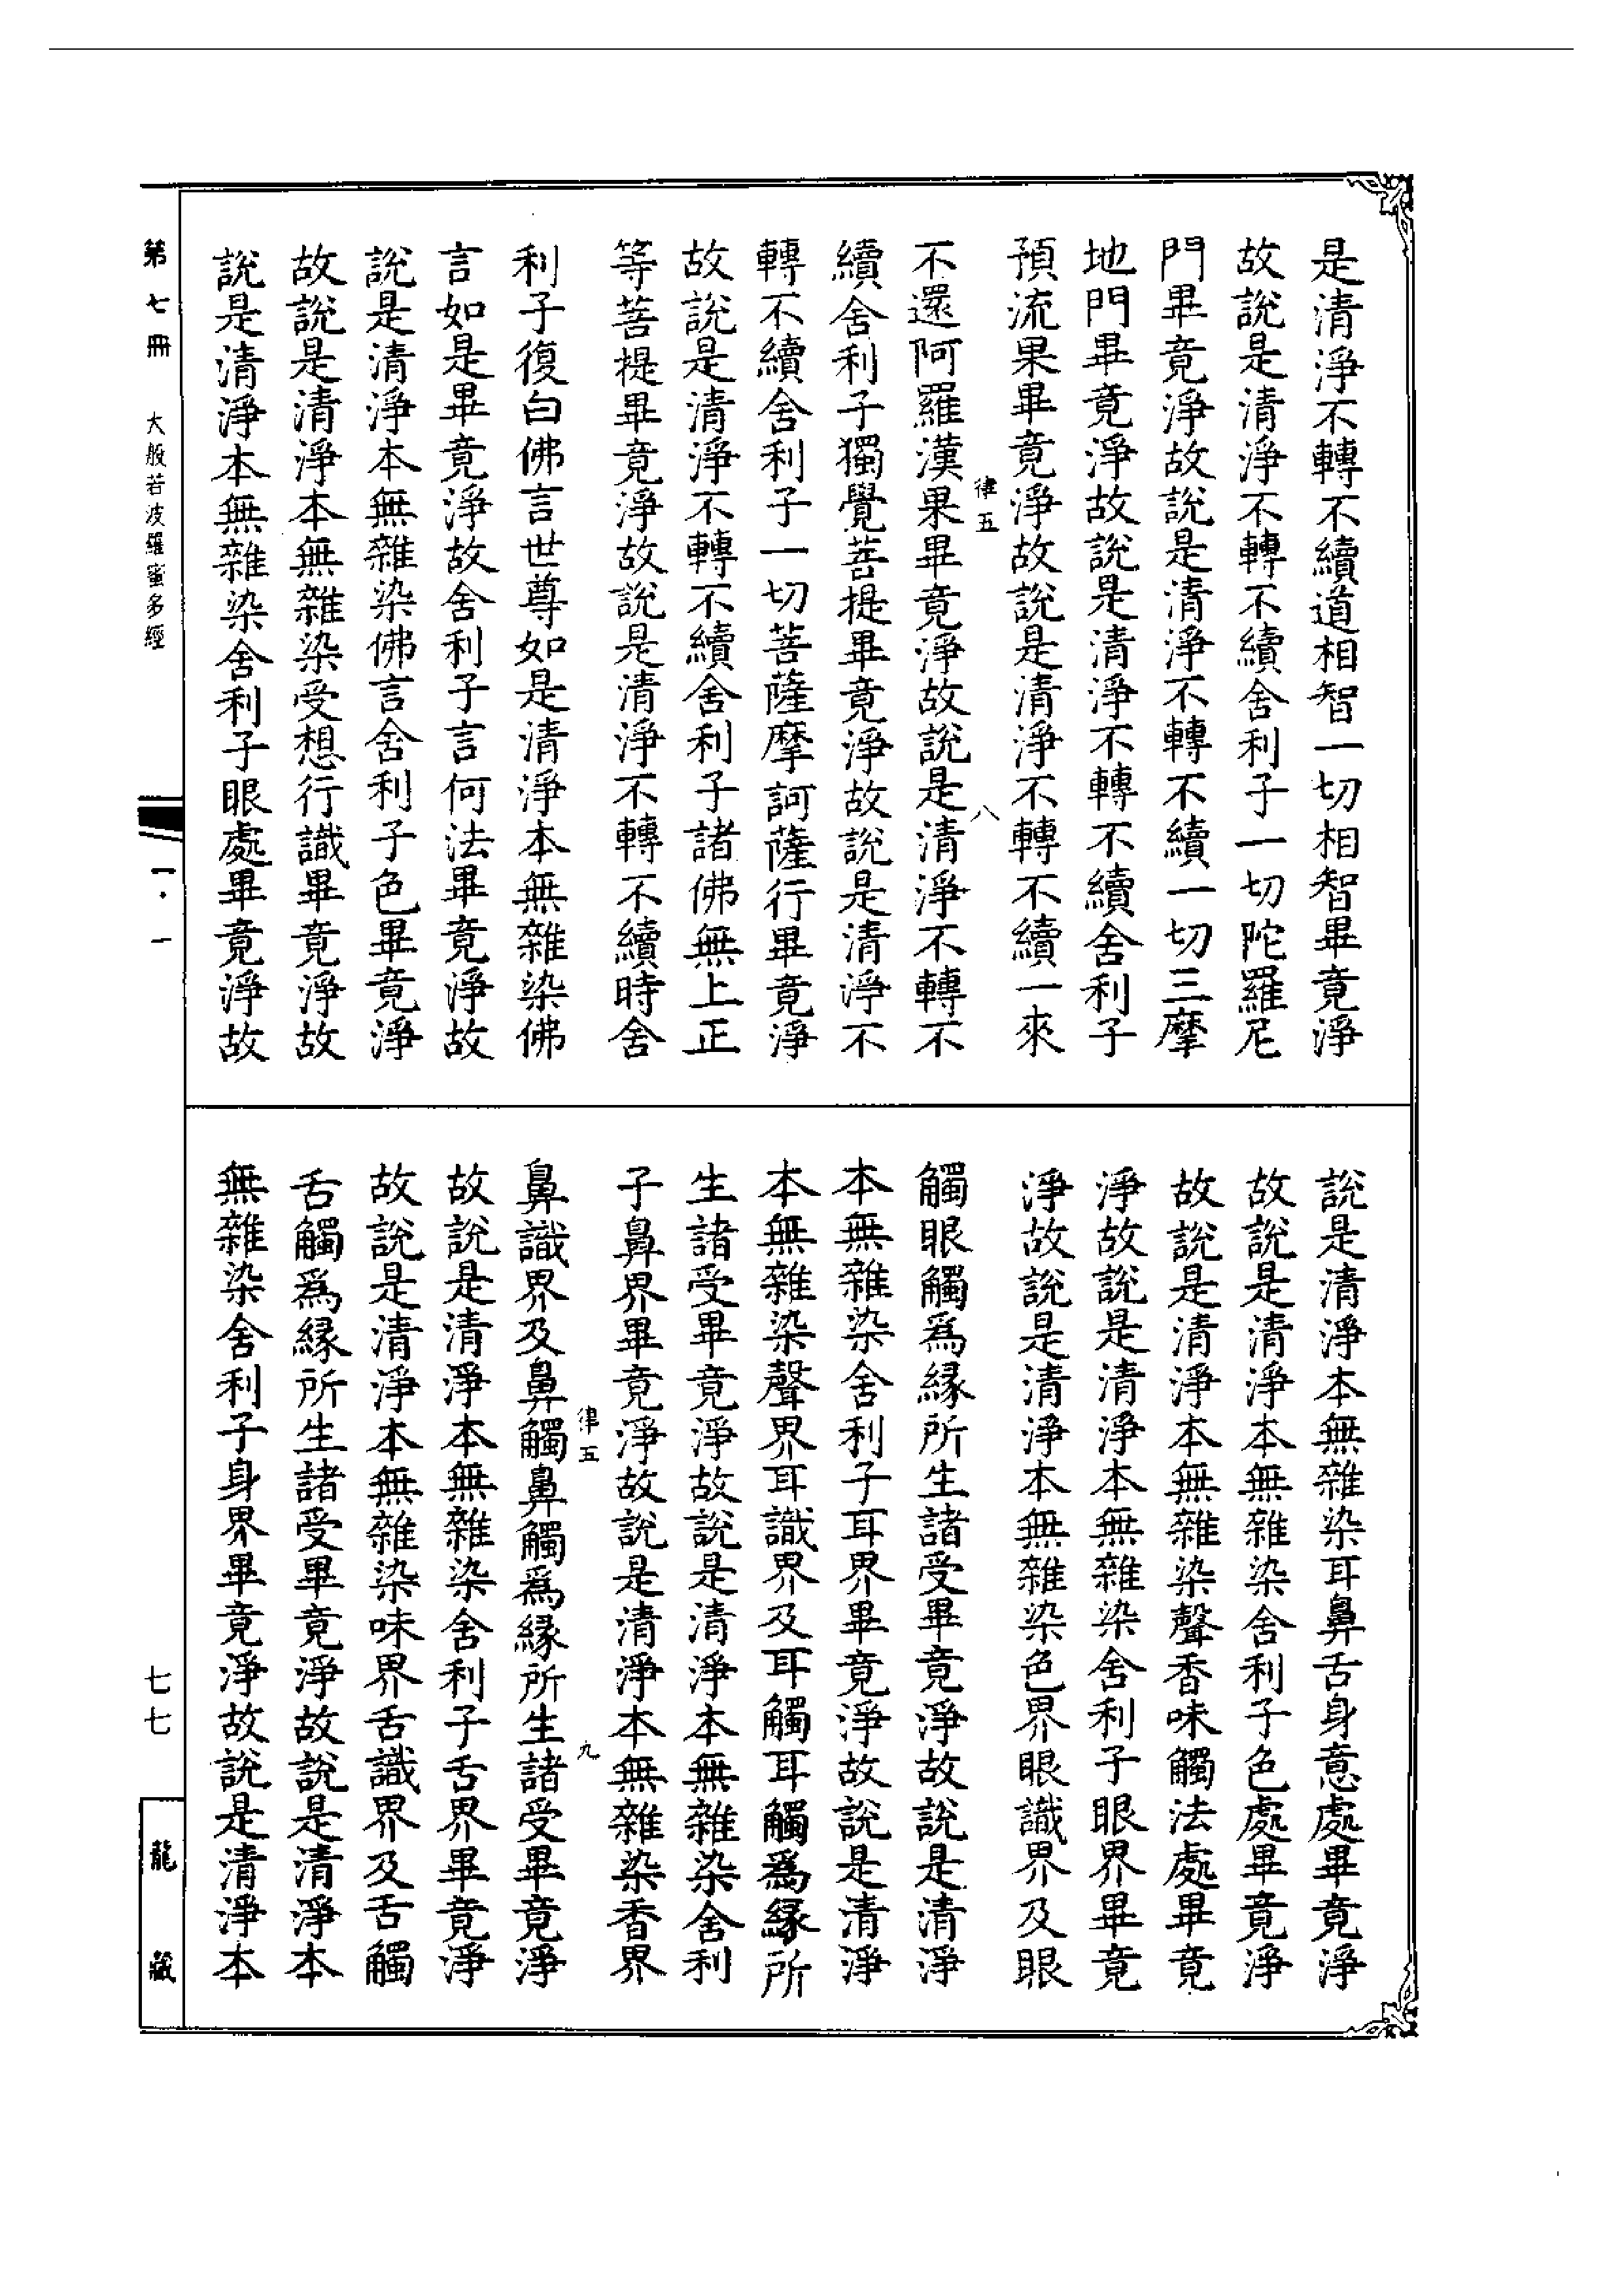 是清淨不轉不續道相智一切相智畢竟淨
故說是清淨不轉不續舍利子一切陀羅尼
門畢竟淨故說是清淨不轉不續一切三摩
地門畢竟淨故說是清淨不轉不續舍利子
預流果畢竟淨故說是清淨不轉不續一來
律五
八
不還阿羅漢果畢竟淨故說是清淨不轉不
續舍利子獨覺菩提畢竟淨故說是清淨不
轉不續舍利子一切菩薩摩訶薩行畢竟淨
故說是清淨不轉不續舍利子諸佛無上正
等菩提畢竟淨故說是清淨不轉不續時舍
利子復白佛言世尊如是清淨本無雜染佛
言如是畢竟淨故舍利子言何法畢竟淨故
說是清淨本無雜染佛言舍利子色畢竟淨
故說是清淨本無雜染受想行識畢竟淨故
說是清淨本無雜染舍利子眼處畢竟淨故
說是清淨本無雜染耳鼻舌身意處畢竟淨
故說是清淨本無雜染舍利子色處畢竟淨
故說是清淨本無雜染聲香味觸法處畢竟
淨故說是清淨本無雜染舍利子眼界畢竟
淨故說是清淨本無雜染色界眼識界及眼
觸眼觸爲緣所生諸受畢竟淨故說是清淨
本無雜染舍利子耳界畢竟淨故說是清淨
本無雜染聲界耳識界及耳觸耳觸爲緣所
生諸受畢竟淨故說是清淨本無雜染舍利
子鼻界畢竟淨故說是清淨本無雜染香界
律五
九
鼻識界及鼻觸鼻觸爲緣所生諸受畢竟淨
故說是清淨本無雜染舍利子舌界畢竟淨
故說是清淨本無雜染味界舌識界及舌觸
舌觸爲緣所生諸受畢竟淨故說是清淨本
無雜染舍利子身界畢竟淨故說是清淨本
第七冊 大般若波羅蜜多經 一·一
七七
龍藏